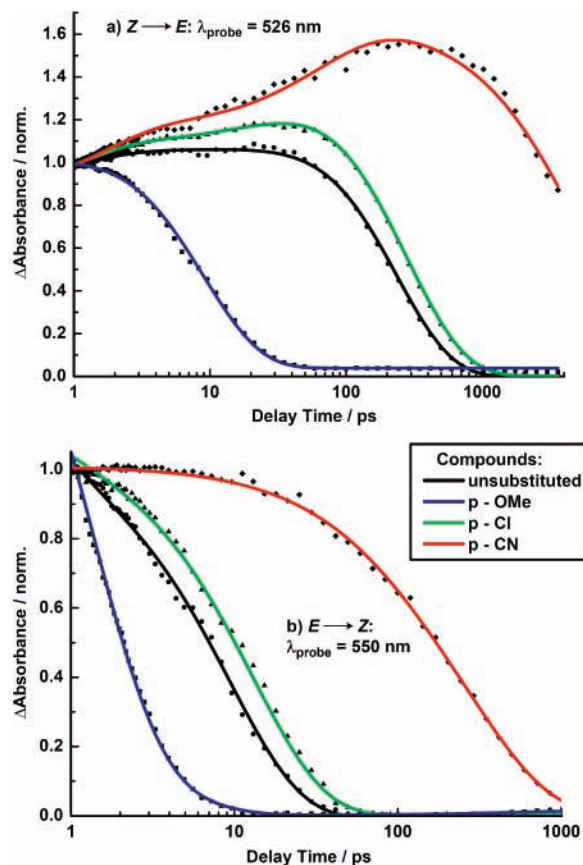 a) Z → E: λprobe = 526 nm
1.6
1.4
1.2
1.0
0.8
0.6
0.4
0.2
0.0
ΔAbsorbance / norm.
1 10 100 1000
Delay Time / ps
Compounds:
unsubstituted
p - OMe
p - Cl
p - CN
b) E → Z:
λprobe = 550 nm
1.0
0.8
0.6
0.4
0.2
0.0
ΔAbsorbance / norm.
1 10 100 1000
Delay Time / ps